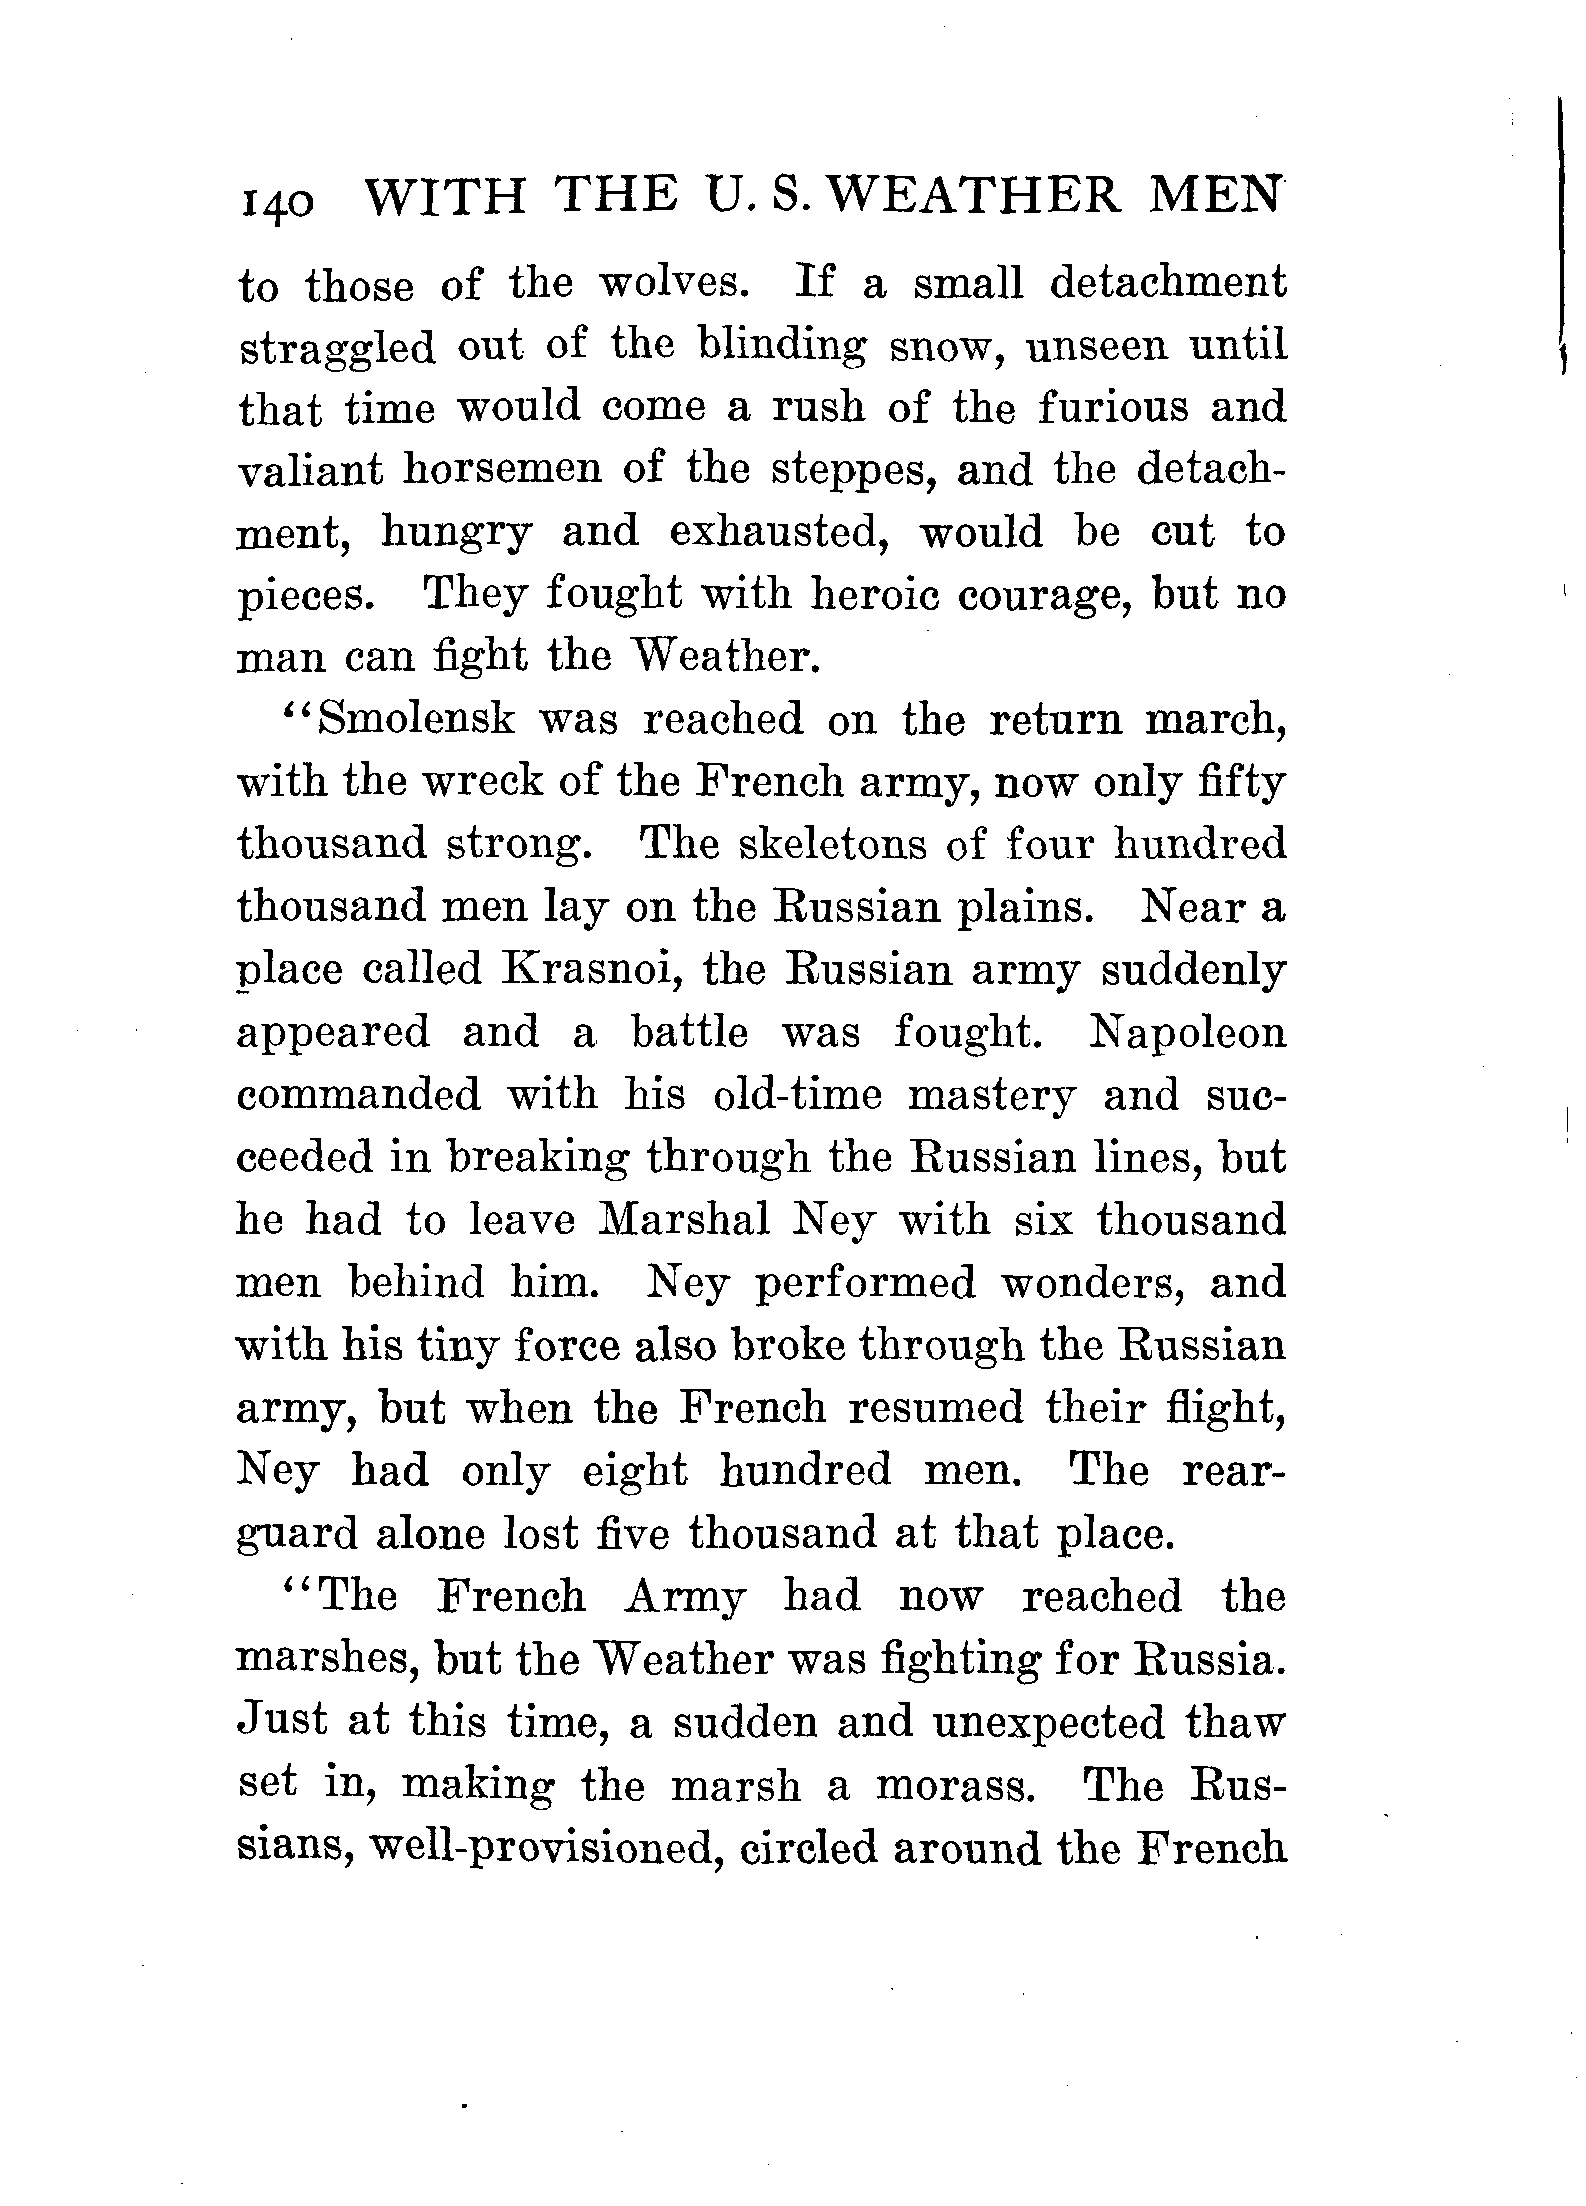 140 WITH THE U. S. WEATHER MEN
to those of the wolves. If a small detachment
straggled out of the blinding snow, unseen until
that time would come a rush of the furious and
valiant horsemen of the steppes, and the detach-
ment, hungry and exhausted, would be cut to
pieces. They fought with heroic courage, but no
man can fight the Weather.
“Smolensk was reached on the return march,
with the wreck of the French army, now only fifty
thousand strong. The skeletons of four hundred
thousand men lay on the Russian plains. Near a
place called Krasnoi, the Russian army suddenly
appeared and a battle was fought. Napoleon
commanded with his old-time mastery and suc-
ceeded in breaking through the Russian lines, but
he had to leave Marshal Ney with six thousand
men behind him. Ney performed wonders, and
with his tiny force also broke through the Russian
army, but when the French resumed their flight,
Ney had only eight hundred men. The rear-
guard alone lost five thousand at that place.
“The French Army had now reached the
marshes, but the Weather was fighting for Russia.
Just at this time, a sudden and unexpected thaw
set in, making the marsh a morass. The Rus-
sians, well-provisioned, circled around the French